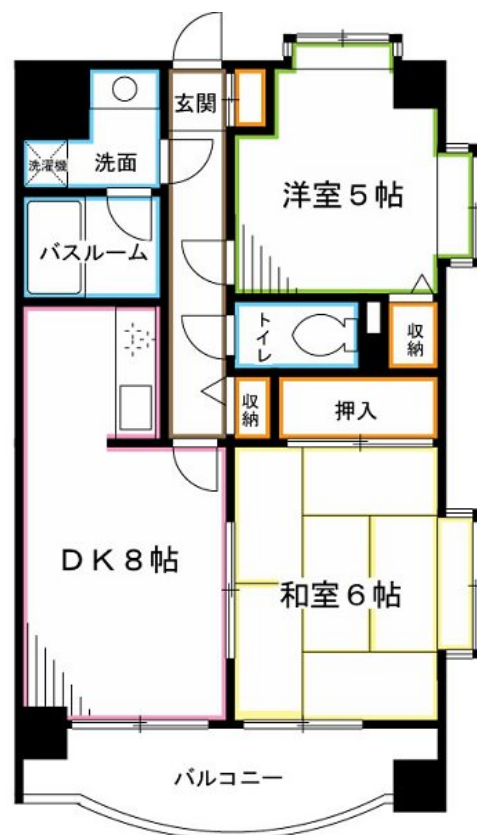 玄関
洗濯機
洗面
洋室５帖
バスルーム
トイレ
収納
収納
押入
ＤＫ８帖
和室６帖
バルコニー